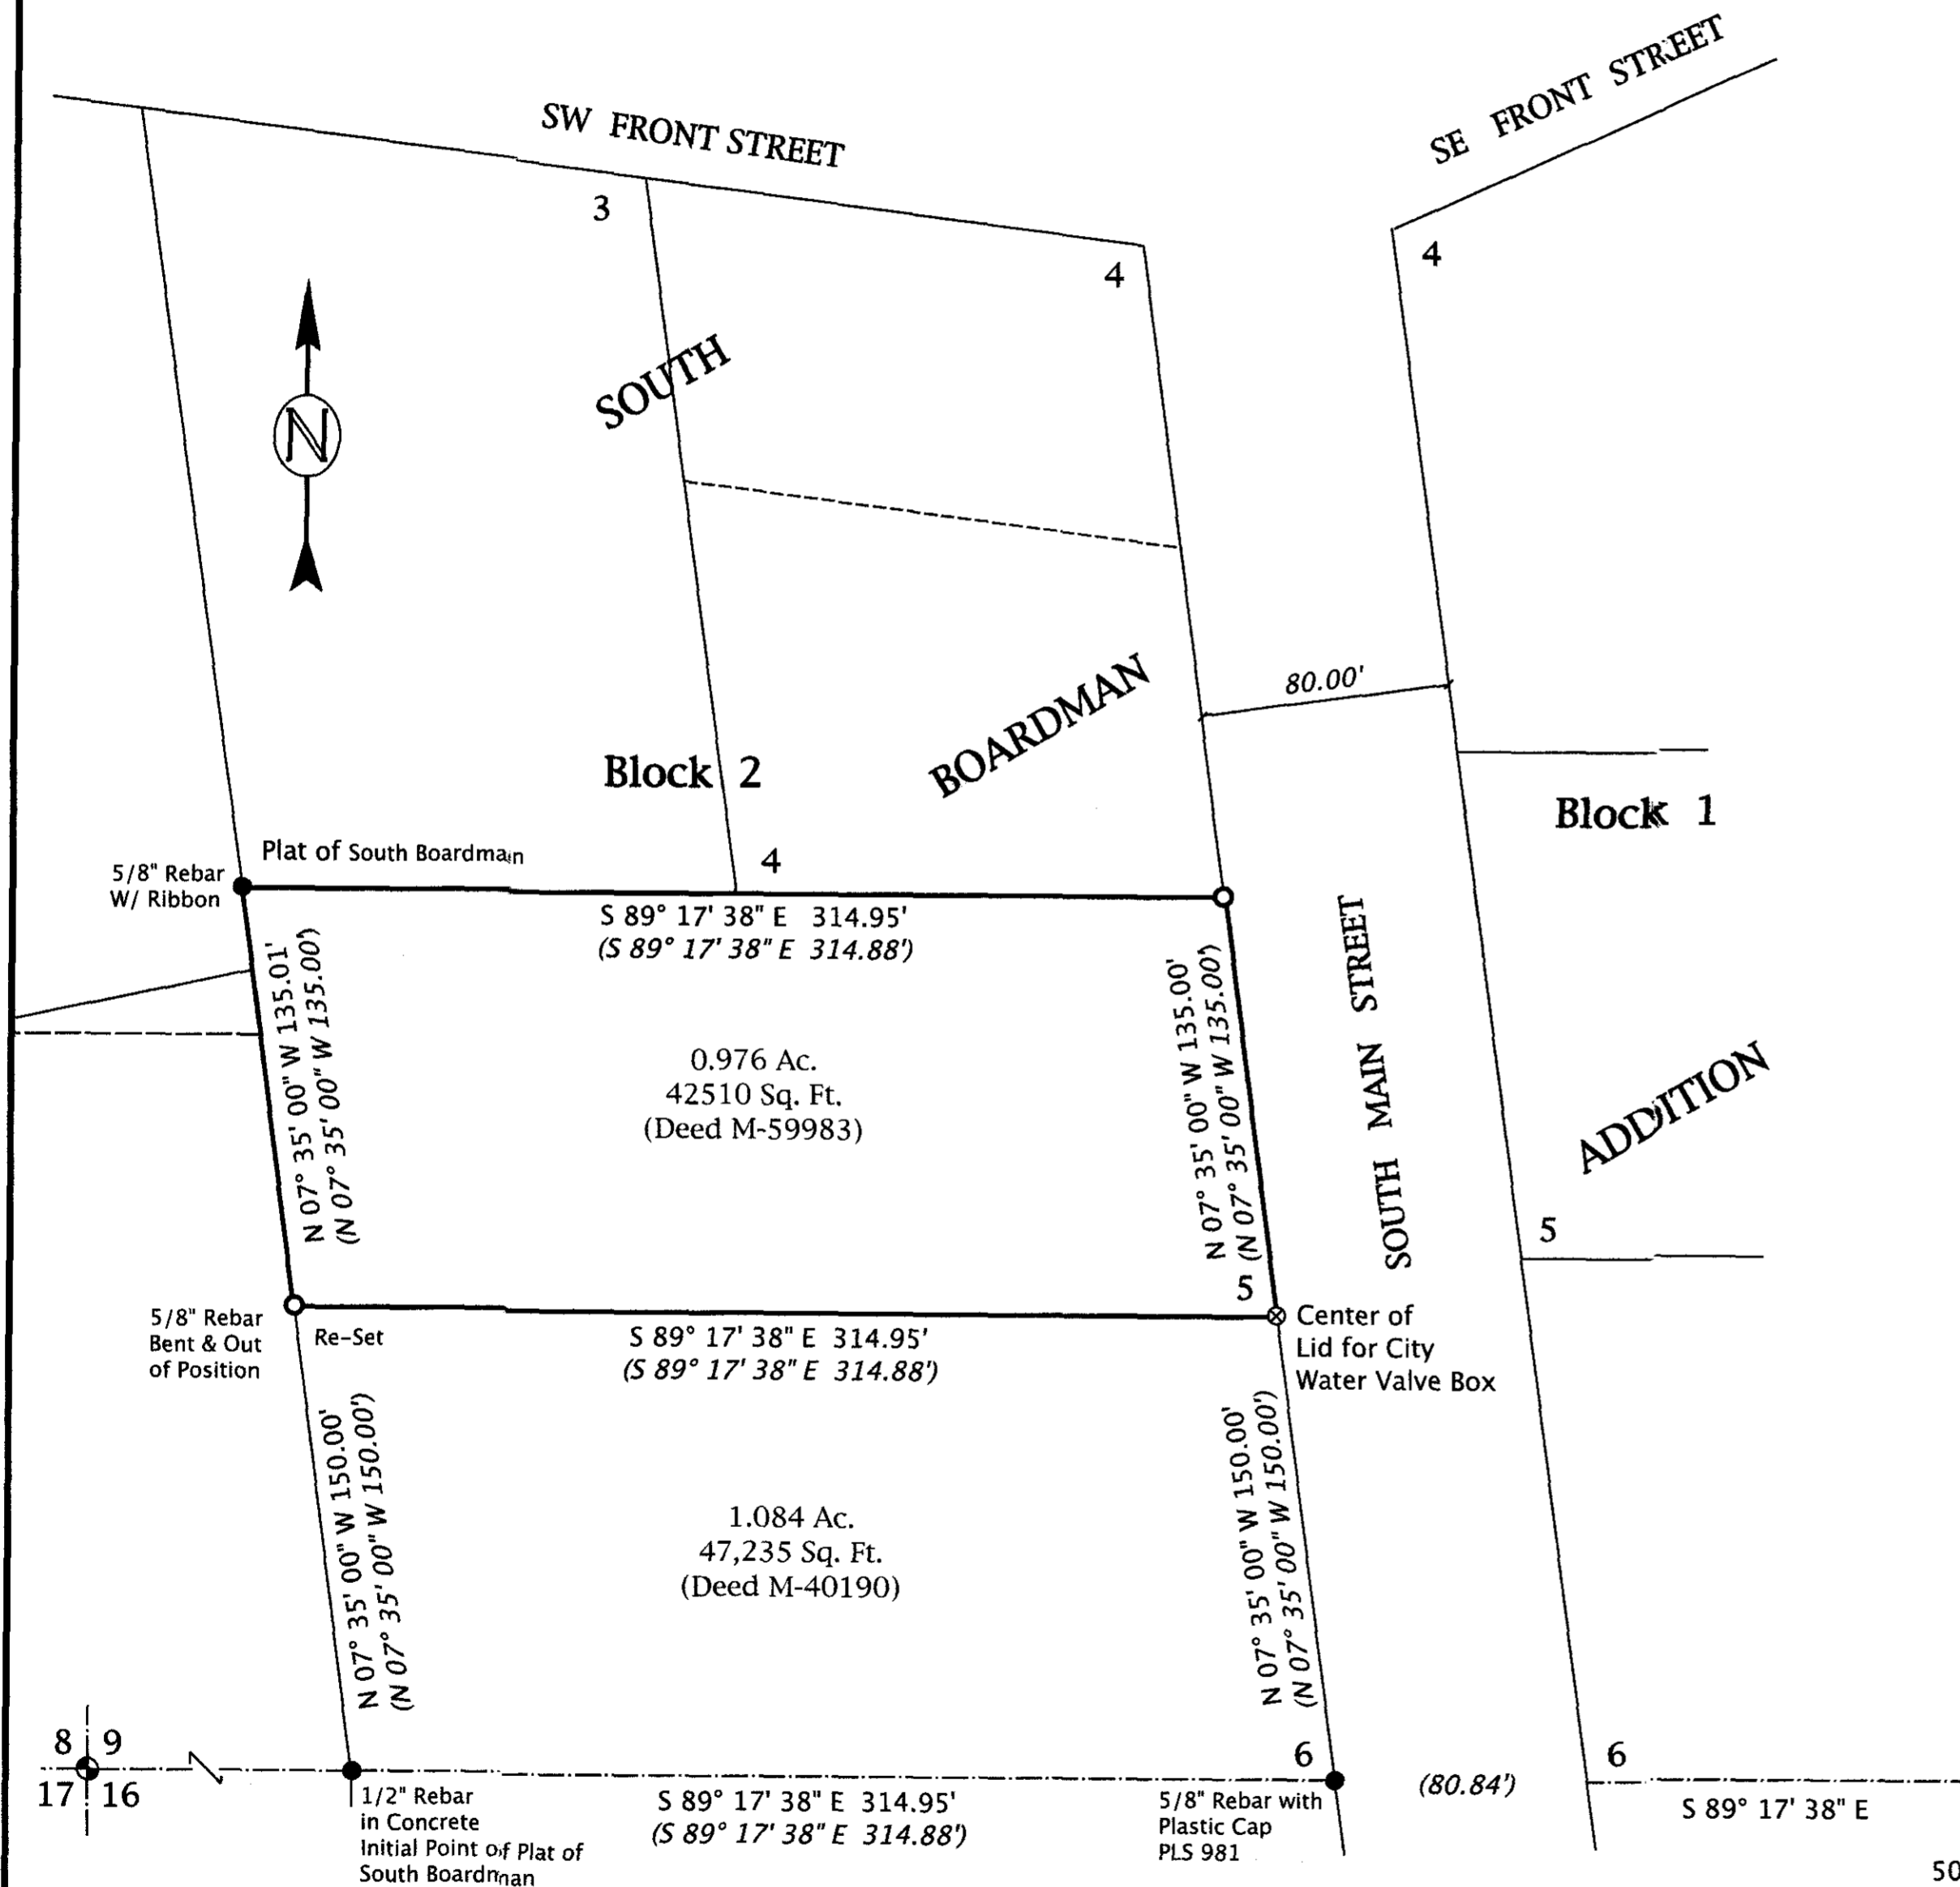 SW FRONT STREET
SE FRONT STREET
3
4
4
N
SOUTH
BOARDMAN
80.00'
Block 2
Block 1
Plat of South Boardman
4
5/8" Rebar
W/ Ribbon
S 89° 17' 38" E 314.95'
(S 89° 17' 38" E 314.88')
N 07° 35' 00" W 135.01'
(N 07° 35' 00" W 135.00')
N 07° 35' 00" W 135.00'
(N 07° 35' 00" W 135.00')
SOUTH MAIN STREET
0.976 Ac.
42510 Sq. Ft.
(Deed M-59983)
ADDITION
5
5
5/8" Rebar
Bent & Out
of Position
Re-Set
S 89° 17' 38" E 314.95'
(S 89° 17' 38" E 314.88')
Center of
Lid for City
Water Valve Box
N 07° 35' 00" W 150.00'
(N 07° 35' 00" W 150.00')
N 07° 35' 00" W 150.00'
(N 07° 35' 00" W 150.00')
1.084 Ac.
47,235 Sq. Ft.
(Deed M-40190)
8 9
17 16
6
6
1/2" Rebar
in Concrete
Initial Point of Plat of
South Boardman
S 89° 17' 38" E 314.95'
(S 89° 17' 38" E 314.88')
5/8" Rebar with
Plastic Cap
PLS 981
(80.84')
S 89° 17' 38" E
50